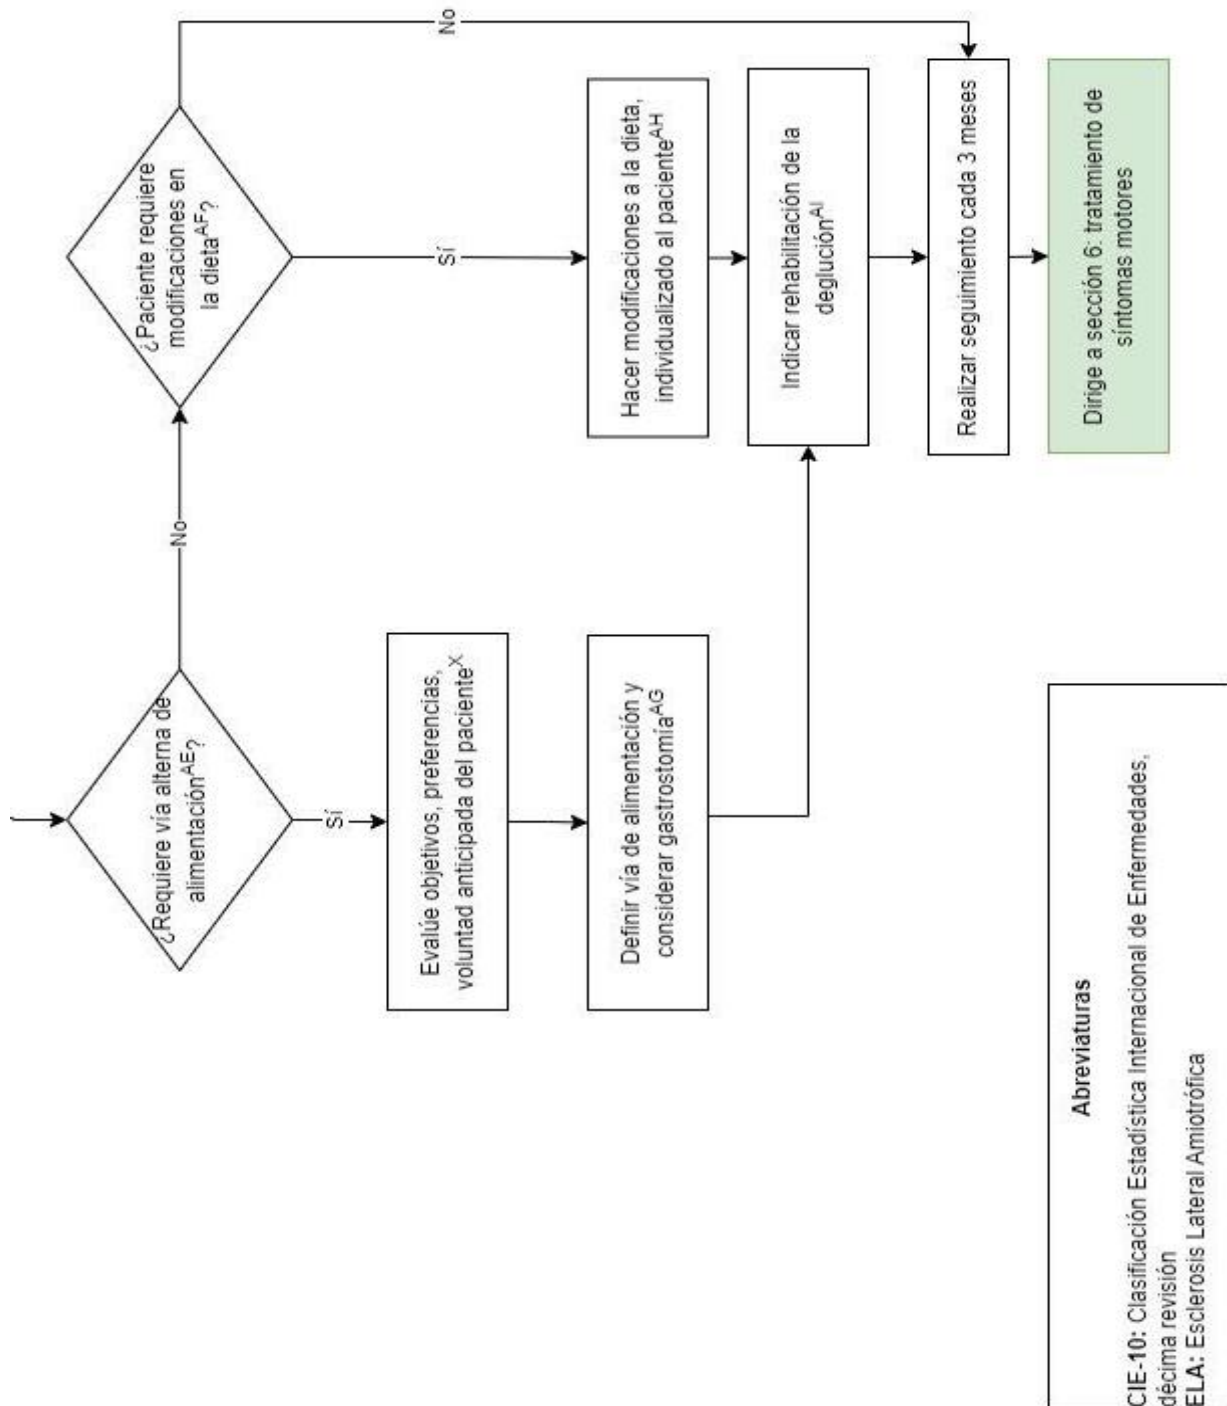 ¿Requiere vía alterna de
alimentación^AE?
No
Sí
¿Paciente requiere
modificaciones en
la dieta^AF?
No
Sí
Evalúe objetivos, preferencias,
voluntad anticipada del paciente^X
Definir vía de alimentación y
considerar gastrostomía^AG
Hacer modificaciones a la dieta,
individualizado al paciente^AH
Indicar rehabilitación de la
deglución^AI
Realizar seguimiento cada 3 meses
Dirige a sección 6: tratamiento de
síntomas motores
Abreviaturas
CIE-10: Clasificación Estadística Internacional de Enfermedades,
décima revisión
ELA: Esclerosis Lateral Amiotrófica